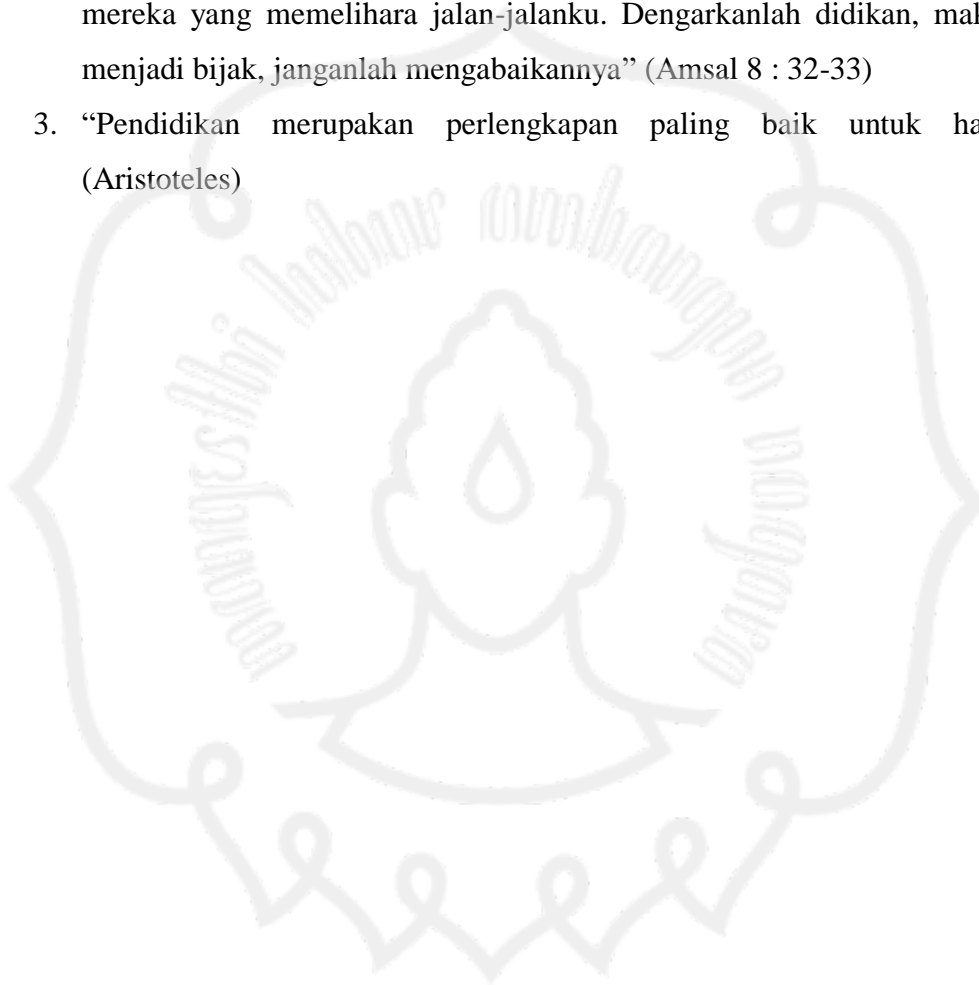 mereka yang memelihara jalan-jalanku. Dengarkanlah didikan, mak
menjadi bijak, janganlah mengabaikannya” (Amsal 8 : 32-33)
3. “Pendidikan merupakan perlengkapan paling baik untuk ha
(Aristoteles)